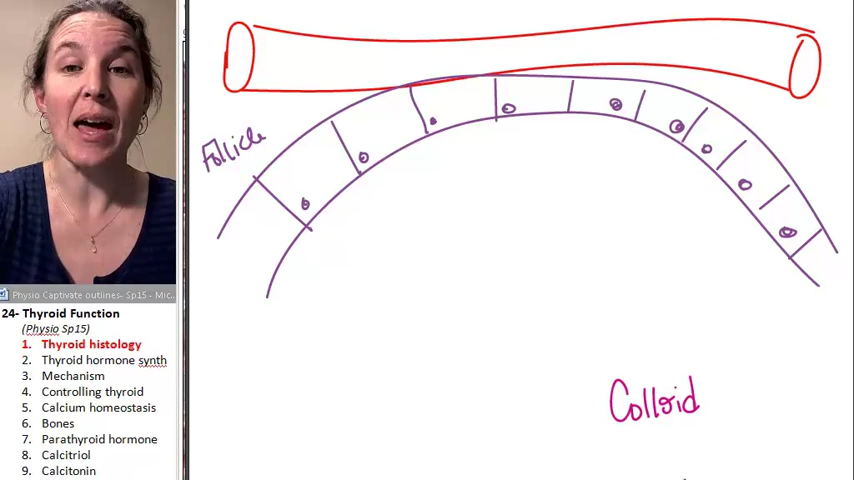 Follicle
Colloid
Physio Captivate outlines- Sp15 - Mic...
24- Thyroid Function
(Physio Sp15)
1. Thyroid histology
2. Thyroid hormone synth
3. Mechanism
4. Controlling thyroid
5. Calcium homeostasis
6. Bones
7. Parathyroid hormone
8. Calcitriol
9. Calcitonin